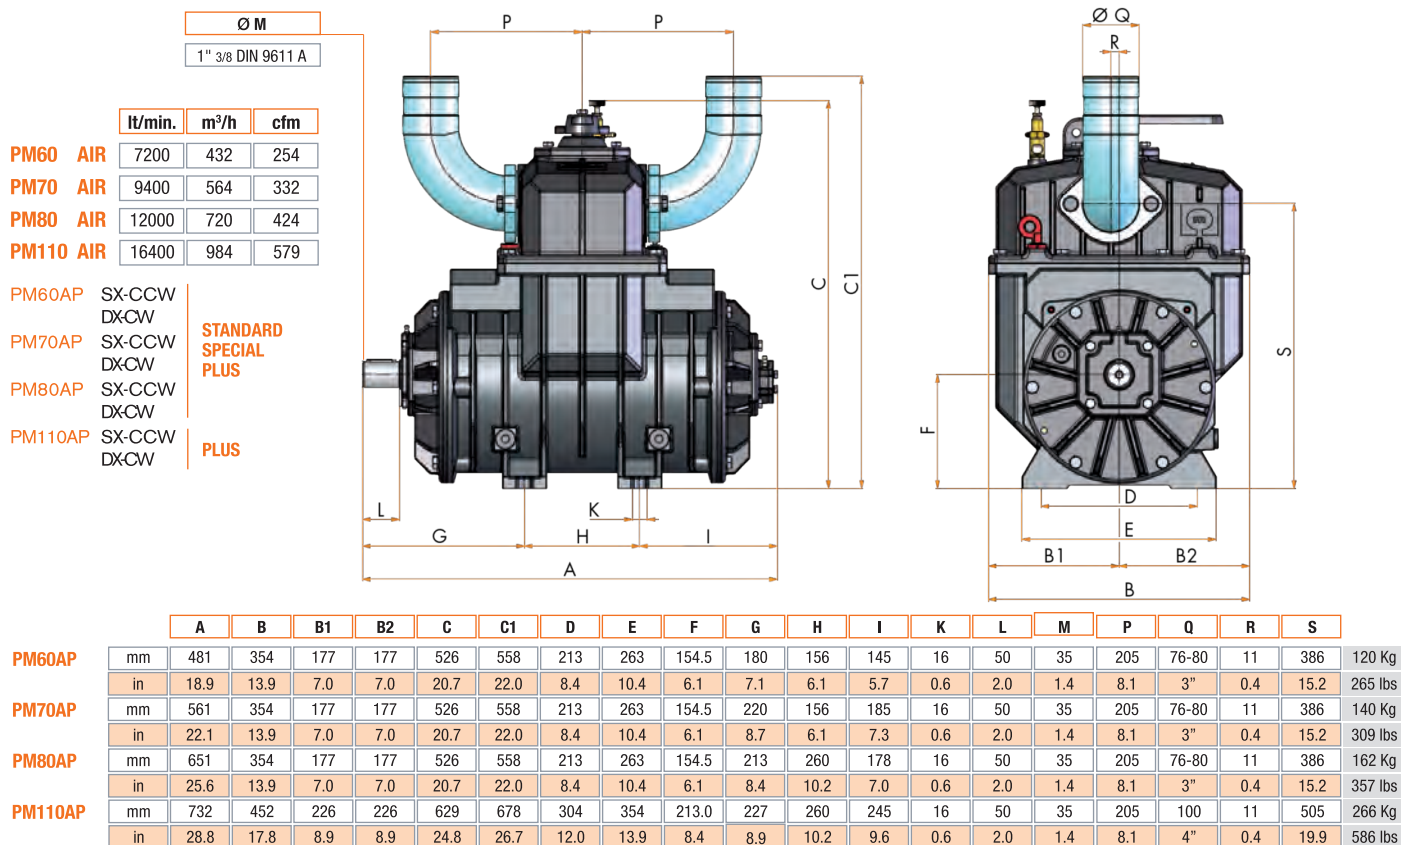 Ø M
1" 3/8 DIN 9611 A
lt/min. m³/h cfm
PM60 AIR 7200 432 254
PM70 AIR 9400 564 332
PM80 AIR 12000 720 424
PM110 AIR 16400 984 579
PM60AP SX-CCW
DX-CW
PM70AP SX-CCW
DX-CW
PM80AP SX-CCW
DX-CW
STANDARD
SPECIAL
PLUS
PM110AP SX-CCW
DX-CW
PLUS
P P
C C1
L K
G H I
A
Ø Q
R
S
F
D
E
B1 B2
B
A B B1 B2 C C1 D E F G H I K L M P Q R S
PM60AP mm 481 354 177 177 526 558 213 263 154.5 180 156 145 16 50 35 205 76-80 11 386 120 Kg
in 18.9 13.9 7.0 7.0 20.7 22.0 8.4 10.4 6.1 7.1 6.1 5.7 0.6 2.0 1.4 8.1 3” 0.4 15.2 265 lbs
PM70AP mm 561 354 177 177 526 558 213 263 154.5 220 156 185 16 50 35 205 76-80 11 386 140 Kg
in 22.1 13.9 7.0 7.0 20.7 22.0 8.4 10.4 6.1 8.7 6.1 7.3 0.6 2.0 1.4 8.1 3” 0.4 15.2 309 lbs
PM80AP mm 651 354 177 177 526 558 213 263 154.5 213 260 178 16 50 35 205 76-80 11 386 162 Kg
in 25.6 13.9 7.0 7.0 20.7 22.0 8.4 10.4 6.1 8.4 10.2 7.0 0.6 2.0 1.4 8.1 3” 0.4 15.2 357 lbs
PM110AP mm 732 452 226 226 629 678 304 354 213.0 227 260 245 16 50 35 205 100 11 505 266 Kg
in 28.8 17.8 8.9 8.9 24.8 26.7 12.0 13.9 8.4 8.9 10.2 9.6 0.6 2.0 1.4 8.1 4” 0.4 19.9 586 lbs